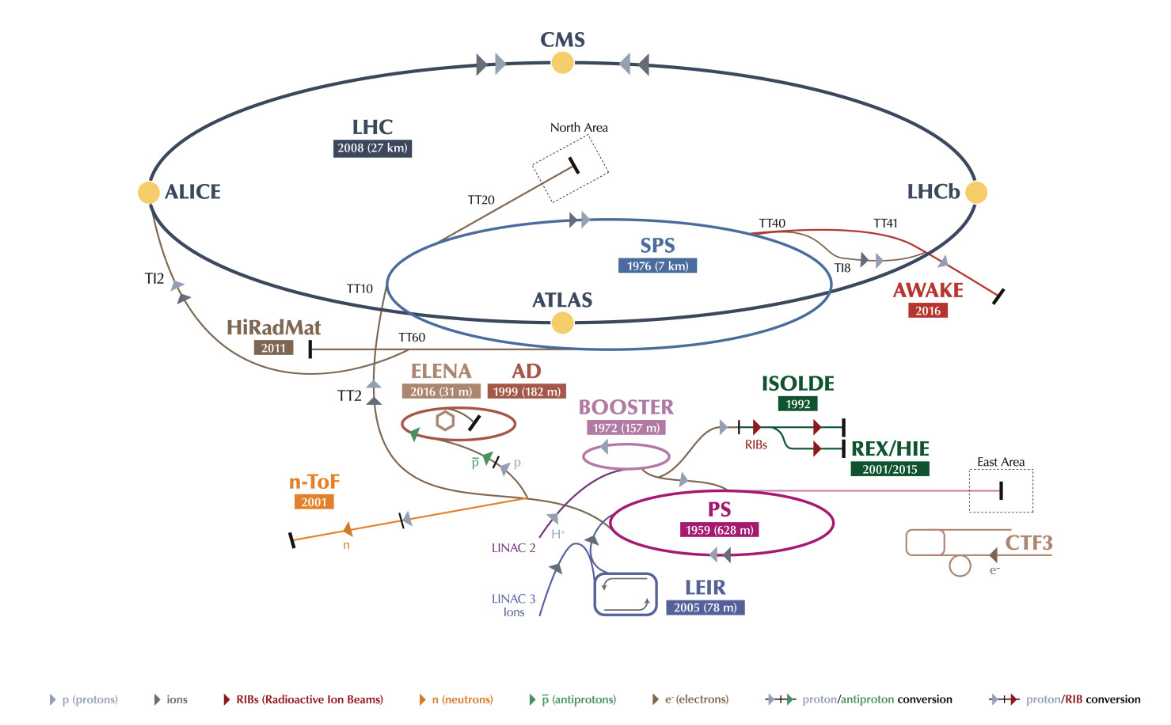 CMS
LHC
2008 (27 km)
North Area
ALICE
LHCb
TT20
TT40
TT41
SPS
1976 (7 km)
TI2
TI8
TT10
ATLAS
AWAKE
2016
HiRadMat
2011
TT60
ELENA
2016 (31 m)
AD
1999 (182 m)
TT2
ISOLDE
1992
BOOSTER
1972 (157 m)
RIBs
REX/HIE
2001/2015
p̅
p
East Area
n-ToF
2001
PS
1959 (628 m)
n
H⁺
LINAC 2
CTF3
e⁻
LEIR
2005 (78 m)
LINAC 3
Ions
p (protons)
ions
RIBs (Radioactive Ion Beams)
n (neutrons)
p̅ (antiprotons)
e⁻ (electrons)
proton/antiproton conversion
proton/RIB conversion